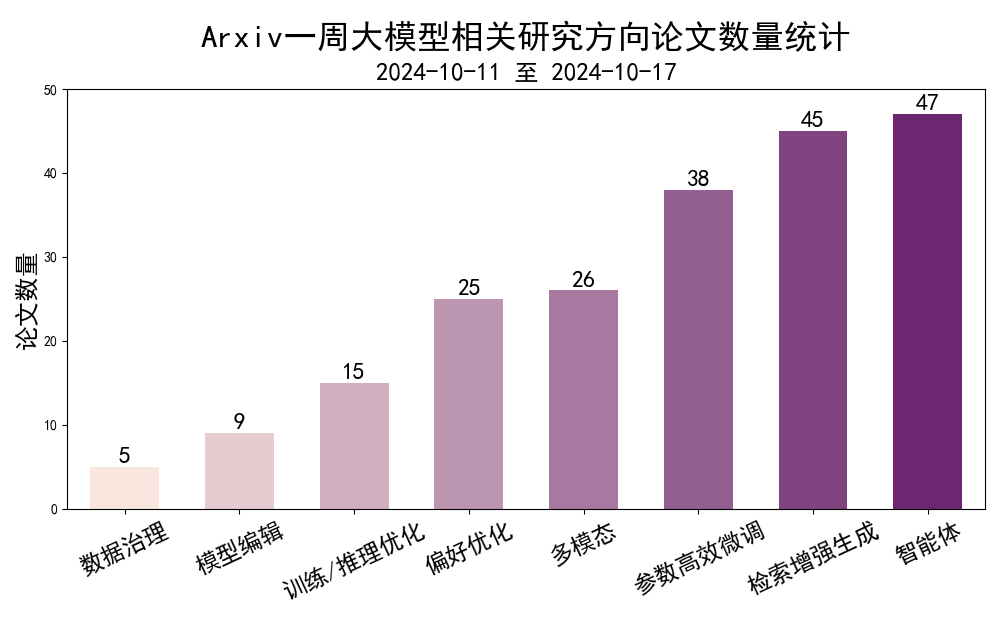 Arxiv一周大模型相关研究方向论文数量统计
2024-10-11 至 2024-10-17
论文数量
50
40
30
20
10
0
5
9
15
25
26
38
45
47
数据治理
模型编辑
训练/推理优化
偏好优化
多模态
参数高效微调
检索增强生成
智能体